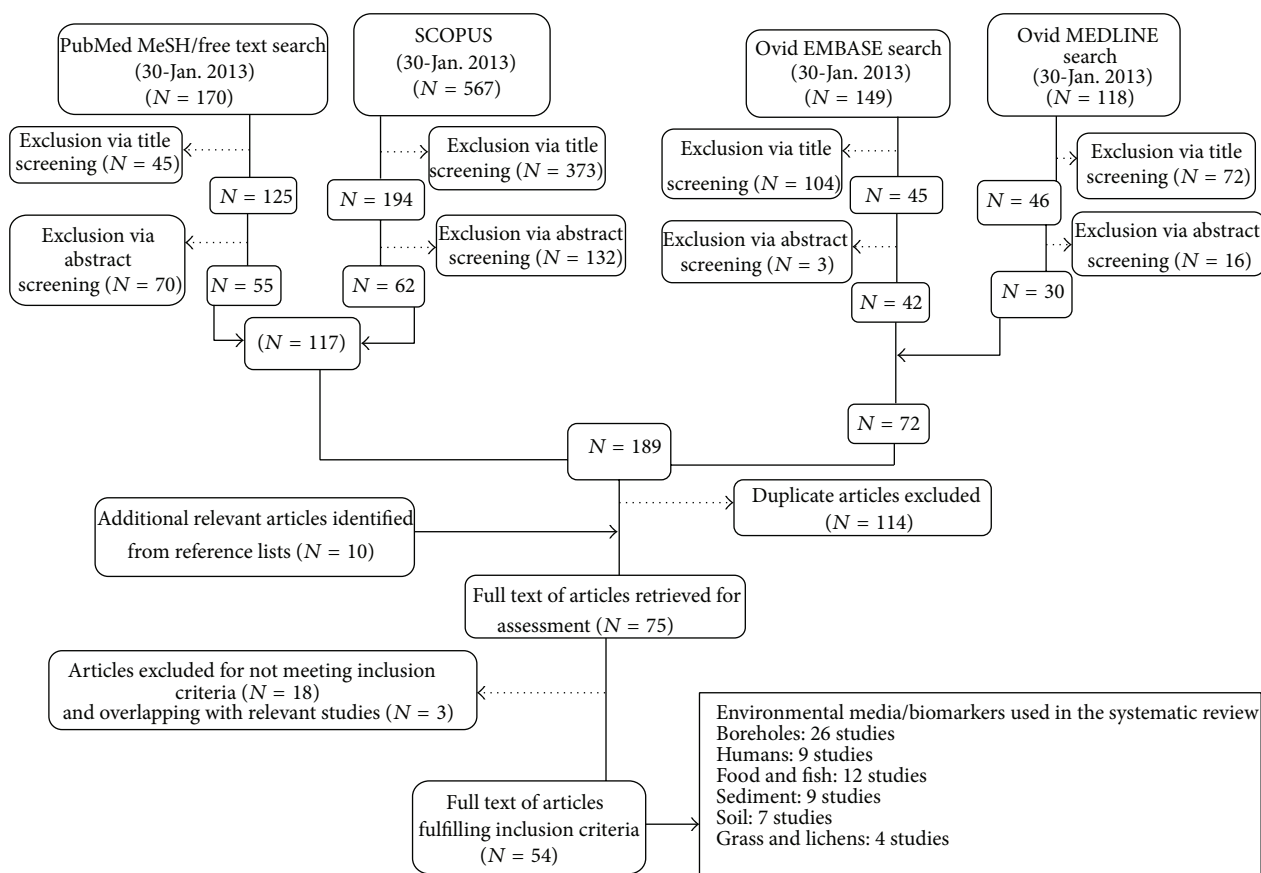 PubMed MeSH/free text search
(30-Jan. 2013)
(N = 170)
SCOPUS
(30-Jan. 2013)
(N = 567)
Ovid EMBASE search
(30-Jan. 2013)
(N = 149)
Ovid MEDLINE
search
(30-Jan. 2013)
(N = 118)
Exclusion via title
screening (N = 45)
Exclusion via title
screening (N = 373)
Exclusion via title
screening (N = 104)
Exclusion via title
screening (N = 72)
N = 125
N = 194
N = 45
N = 46
Exclusion via
abstract
screening (N = 70)
Exclusion via abstract
screening (N = 132)
Exclusion via abstract
screening (N = 3)
Exclusion via abstract
screening (N = 16)
N = 55
N = 62
N = 42
N = 30
(N = 117)
N = 72
N = 189
Duplicate articles excluded
(N = 114)
Additional relevant articles identified
from reference lists (N = 10)
Full text of articles retrieved for
assessment (N = 75)
Articles excluded for not meeting inclusion
criteria (N = 18)
and overlapping with relevant studies (N = 3)
Full text of articles
fulfilling inclusion criteria
(N = 54)
Environmental media/biomarkers used in the systematic review
Boreholes: 26 studies
Humans: 9 studies
Food and fish: 12 studies
Sediment: 9 studies
Soil: 7 studies
Grass and lichens: 4 studies